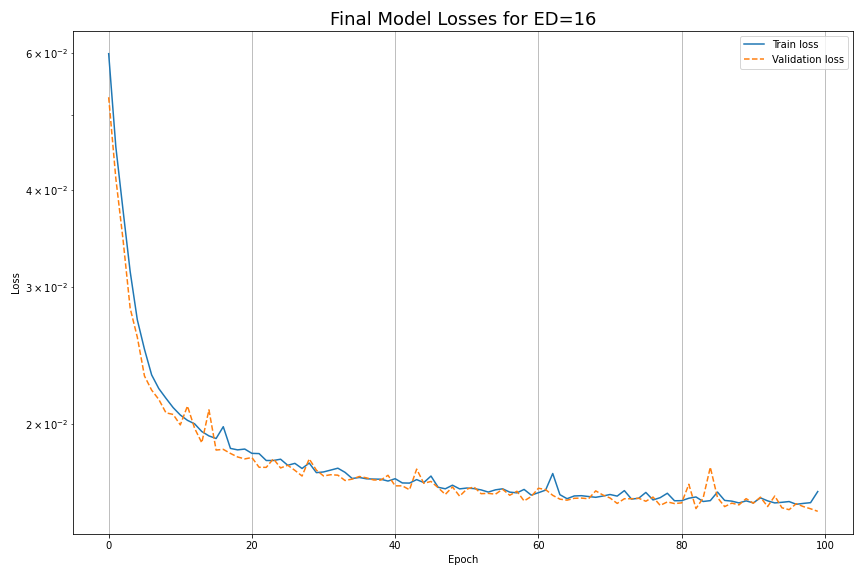 Final Model Losses for ED=16
Train loss
Validation loss
6 × 10⁻²
4 × 10⁻²
3 × 10⁻²
2 × 10⁻²
Loss
0 20 40 60 80 100
Epoch